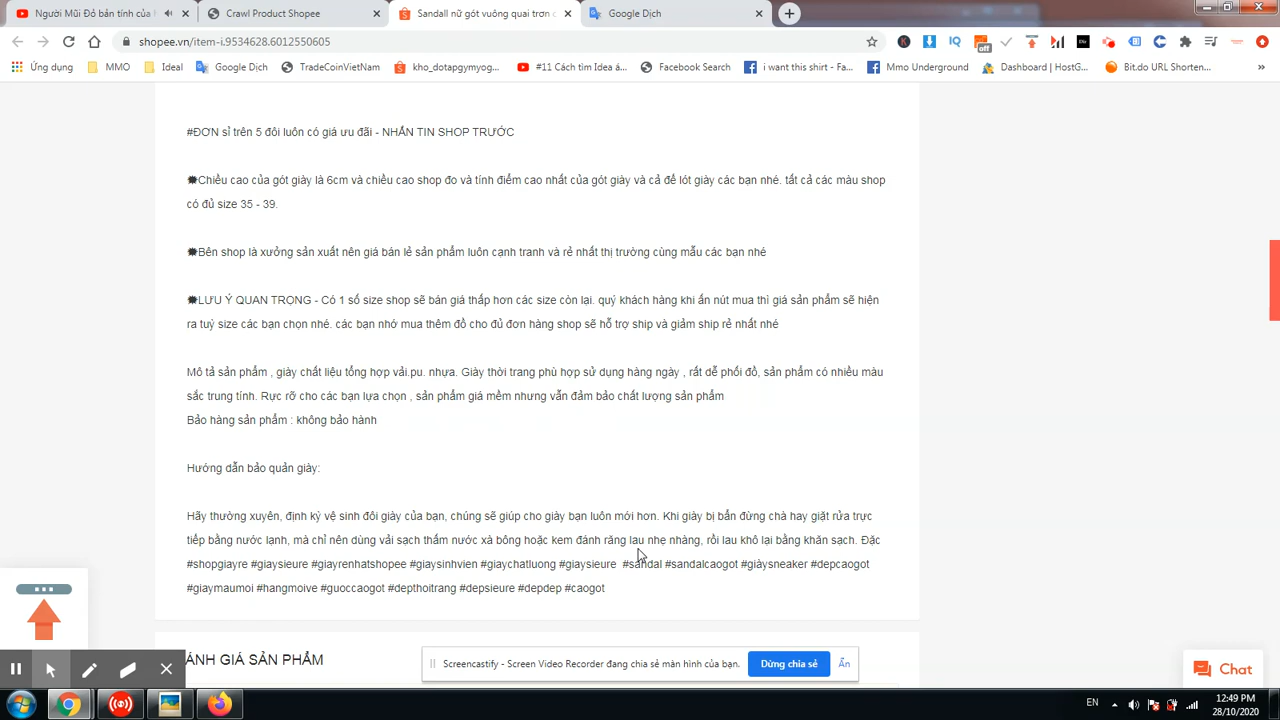 Người Mũi Đỏ bản tính của
Crawl Product Shopee
Sandall nữ gót vuông quai trơn c
Google Dịch
shopee.vn/item-i.9534628.6012550605
off
Ứng dụng
MMO
Ideal
Google Dịch
TradeCoinVietNam
kho_dotapgymyog...
#11 Cách tìm Idea á...
Facebook Search
i want this shirt - Fa...
Mmo Underground
Dashboard | HostG...
Bit.do URL Shorten...
»
#ĐƠN sỉ trên 5 đôi luôn có giá ưu đãi - NHẮN TIN SHOP TRƯỚC
✹Chiều cao của gót giày là 6cm và chiều cao shop đo và tính điểm cao nhất của gót giày và cả đế lót giày các bạn nhé. tất cả các màu shop
có đủ size 35 - 39.
✹Bên shop là xưởng sản xuất nên giá bán lẻ sản phẩm luôn cạnh tranh và rẻ nhất thị trường cùng mẫu các bạn nhé
✹LƯU Ý QUAN TRỌNG - Có 1 số size shop sẽ bán giá thấp hơn các size còn lại. quý khách hàng khi ấn nút mua thì giá sản phẩm sẽ hiện
ra tuỳ size các bạn chọn nhé. các bạn nhớ mua thêm đồ cho đủ đơn hàng shop sẽ hỗ trợ ship và giảm ship rẻ nhất nhé
Mô tả sản phẩm , giày chất liệu tổng hợp vải.pu. nhựa. Giày thời trang phù hợp sử dụng hàng ngày , rất dễ phối đồ, sản phẩm có nhiều màu
sắc trung tính. Rực rỡ cho các bạn lựa chọn , sản phẩm giá mềm nhưng vẫn đảm bảo chất lượng sản phẩm
Bảo hàng sản phẩm : không bảo hành
Hướng dẫn bảo quản giày:
Hãy thường xuyên, định kỳ vệ sinh đôi giày của bạn, chúng sẽ giúp cho giày bạn luôn mới hơn. Khi giày bị bẩn đừng chà hay giặt rửa trực
tiếp bằng nước lạnh, mà chỉ nên dùng vải sạch thấm nước xà bông hoặc kem đánh răng lau nhẹ nhàng, rồi lau khô lại bằng khăn sạch. Đặc
#shopgiayre #giaysieure #giayrenhatshopee #giaysinhvien #giaychatluong #giaysieure #sandal #sandalcaogot #giàysneaker #depcaogot
#giaymaumoi #hangmoive #guoccaogot #depthoitrang #depsieure #depdep #caogot
ÁNH GIÁ SẢN PHẨM
Screencastify - Screen Video Recorder đang chia sẻ màn hình của bạn.
Dừng chia sẻ
Ẩn
Chat
EN
12:49 PM
28/10/2020